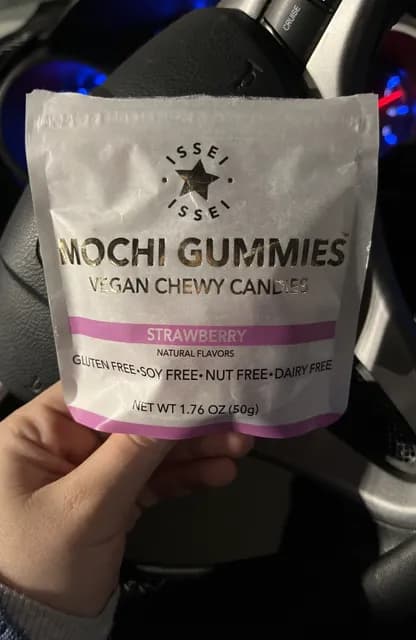 CRUISE
ISSEI
ISSEI
MOCHI GUMMIES
VEGAN CHEWY CANDIES
STRAWBERRY
NATURAL FLAVORS
GLUTEN FREE•SOY FREE•NUT FREE•DAIRY FREE
NET WT 1.76 OZ (50g)